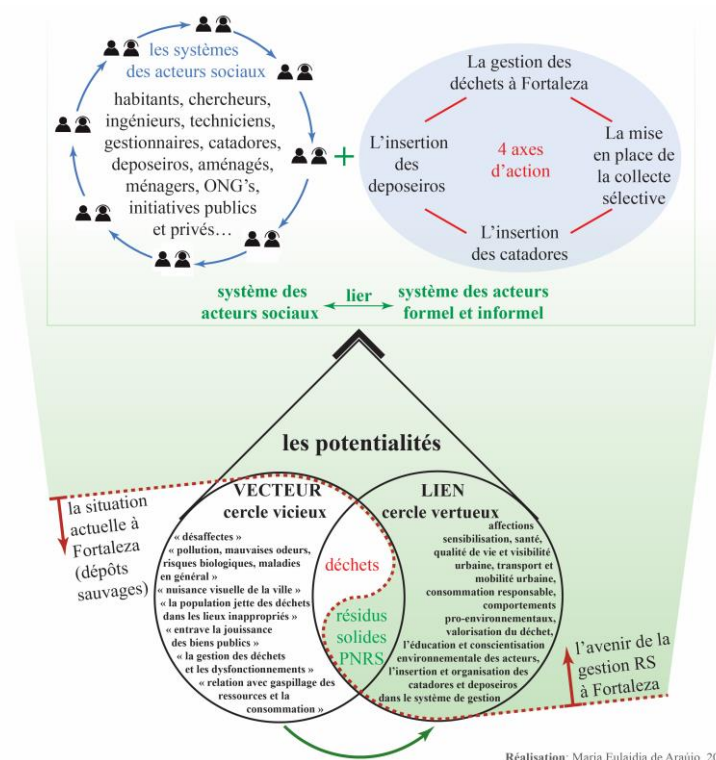 les systèmes
des acteurs sociaux
habitants, chercheurs,
ingénieurs, techniciens,
gestionnaires, catadores,
deposeiros, aménagés,
ménagers, ONG’s,
initiatives publics
et privés…
+
La gestion des
déchets à Fortaleza
L’insertion
des
deposeiros
4 axes
d’action
La mise
en place de
la collecte
sélective
L’insertion
des catadores
système des
acteurs sociaux
lier
système des acteurs
formel et informel
les potentialités
la situation
actuelle à
Fortaleza
(dépôts
sauvages)
VECTEUR
cercle vicieux
« désaffectes »
« pollution, mauvaises odeurs,
risques biologiques, maladies
en général »
« nuisance visuelle de la ville »
« la population jette des déchets
dans les lieux inappropriés »
« entrave la jouissance
des biens publics »
« la gestion des déchets
et les dysfonctionnements »
« relation avec gaspillage des
ressources et la
consommation »
déchets
résidus
solides
PNRS
LIEN
cercle vertueux
affections
sensibilisation, santé,
qualité de vie et visibilité
urbaine, transport et
mobilité urbaine,
consommation responsable,
comportements
pro-environnementaux,
valorisation du déchet,
l’éducation et conscientisation
environnementale des acteurs,
l’insertion et organisation des
catadores et deposeiros
dans le système de gestion
l’avenir de la
gestion RS
à Fortaleza
Réalisation: Maria Eulaidia de Araújo, 20